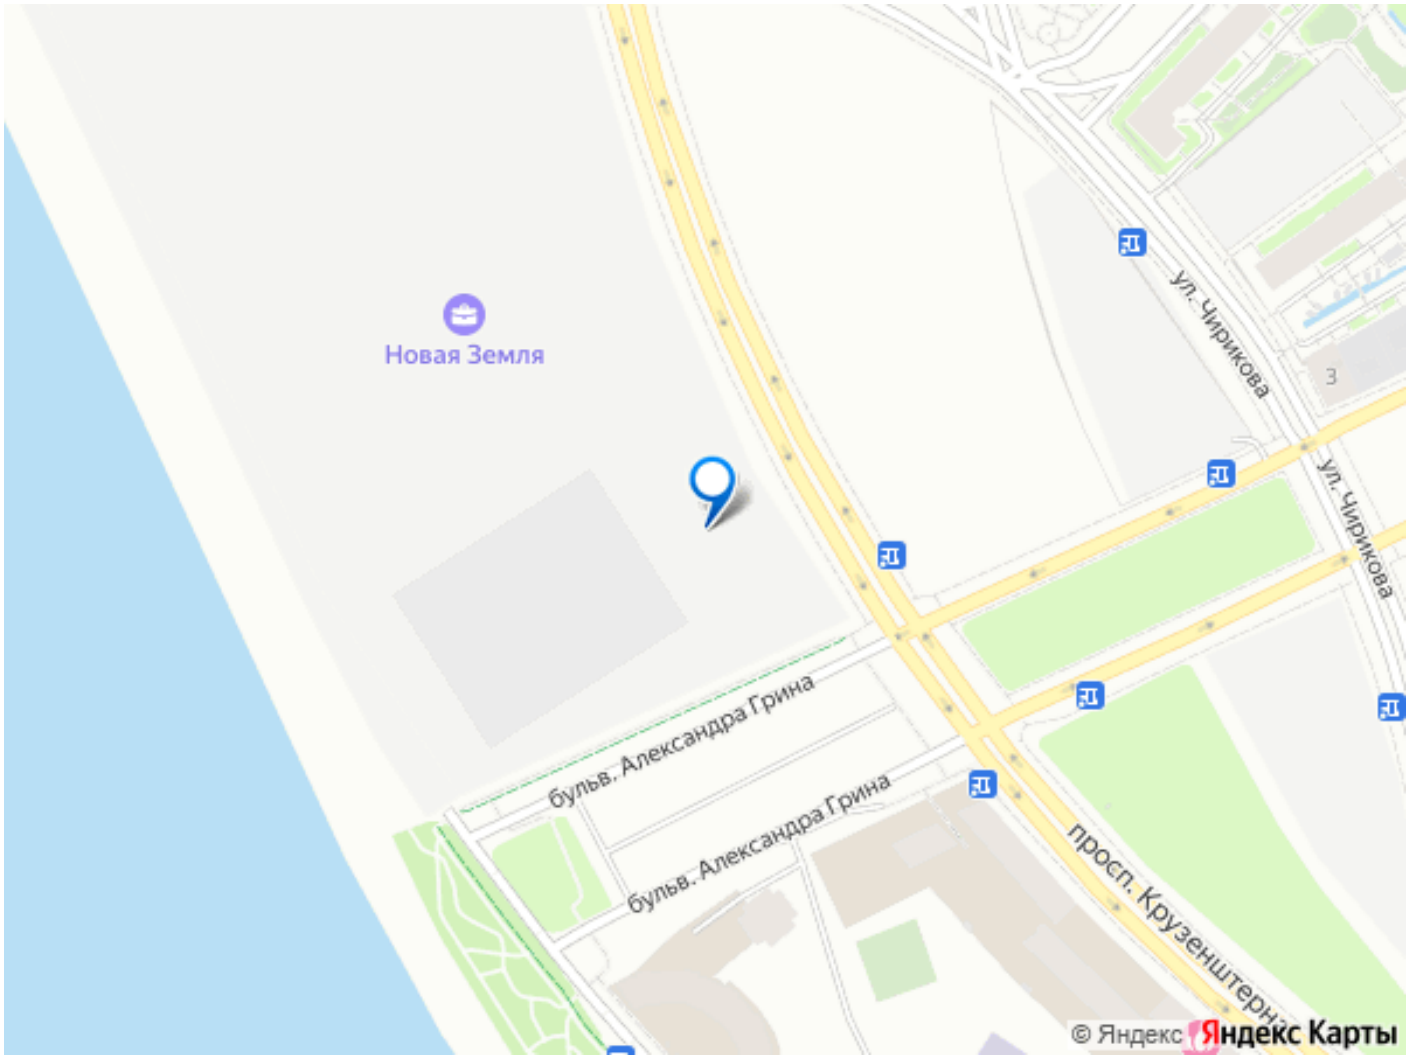 Новая Земля
ул. Чирикова
3
ул. Чирикова
бульв. Александра Грина
бульв. Александра Грина
просп. Крузенштерна
© Яндекс
Яндекс Карты